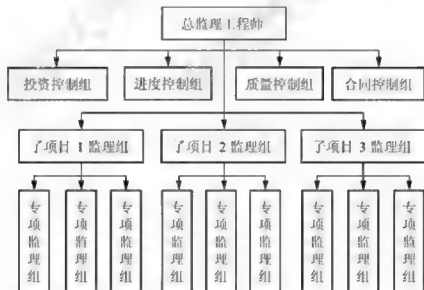 总监理工程师
投资控制组 进度控制组 质量控制组 合同控制组
子项目 1 监理组 子项目 2 监理组 子项目 3 监理组
专项监理组 专项监理组 专项监理组 专项监理组 专项监理组 专项监理组 专项监理组 专项监理组 专项监理组